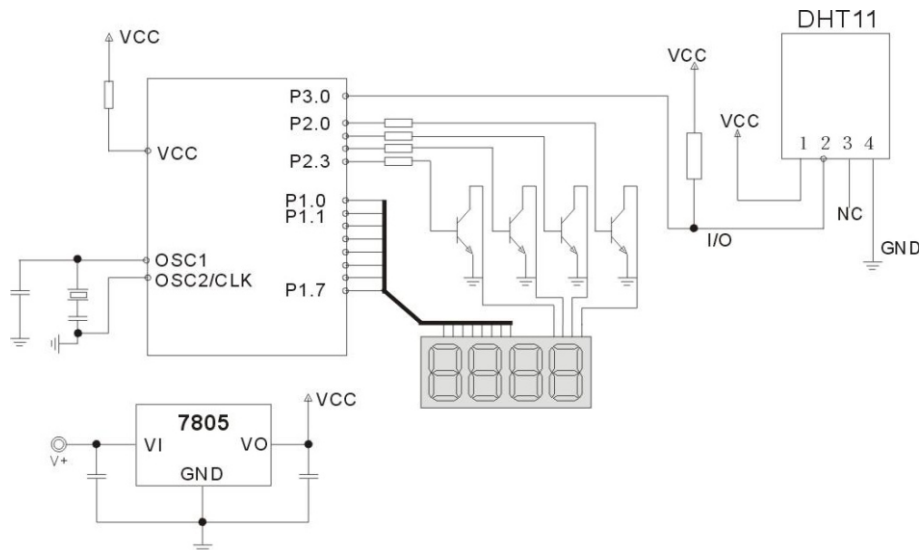 DHT11
VCC
VCC
P3.0
VCC
P2.0
VCC
P2.3
1 2 3 4
P1.0
P1.1
NC
I/O
GND
OSC1
OSC2/CLK
P1.7
VCC
7805
VI VO
V+
GND